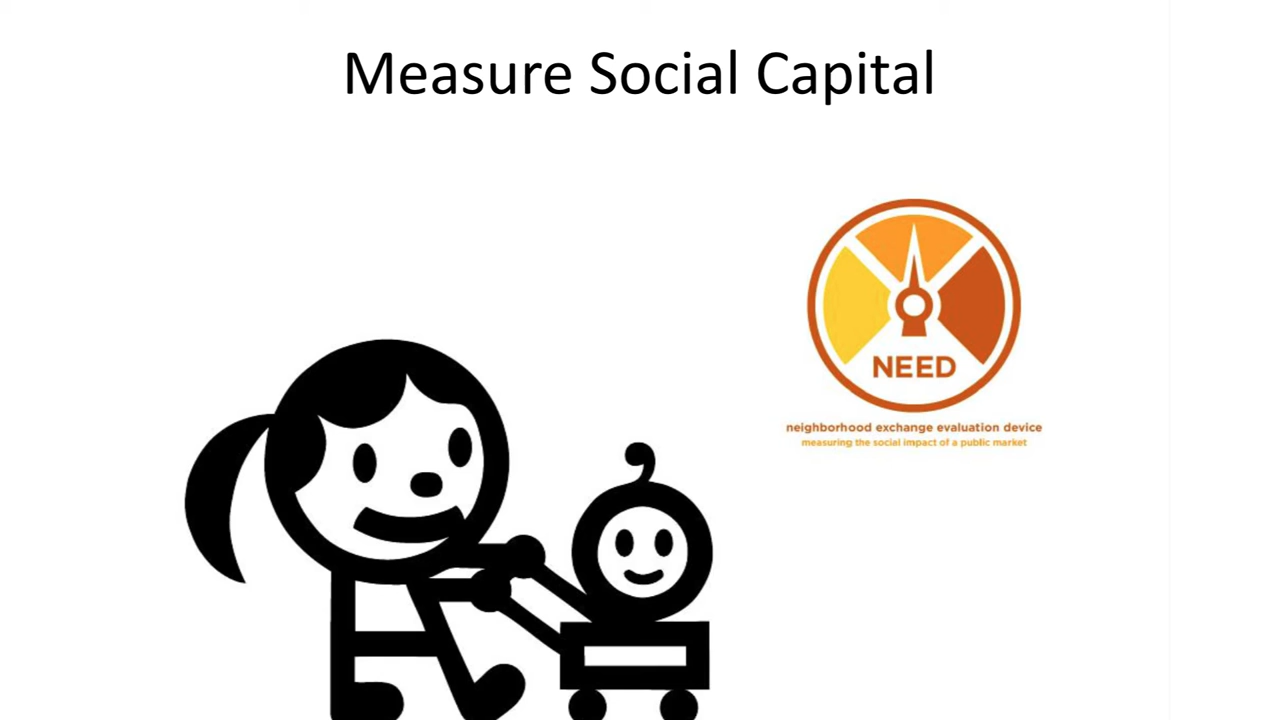 Measure Social Capital
NEED
neighborhood exchange evaluation device
measuring the social impact of a public market